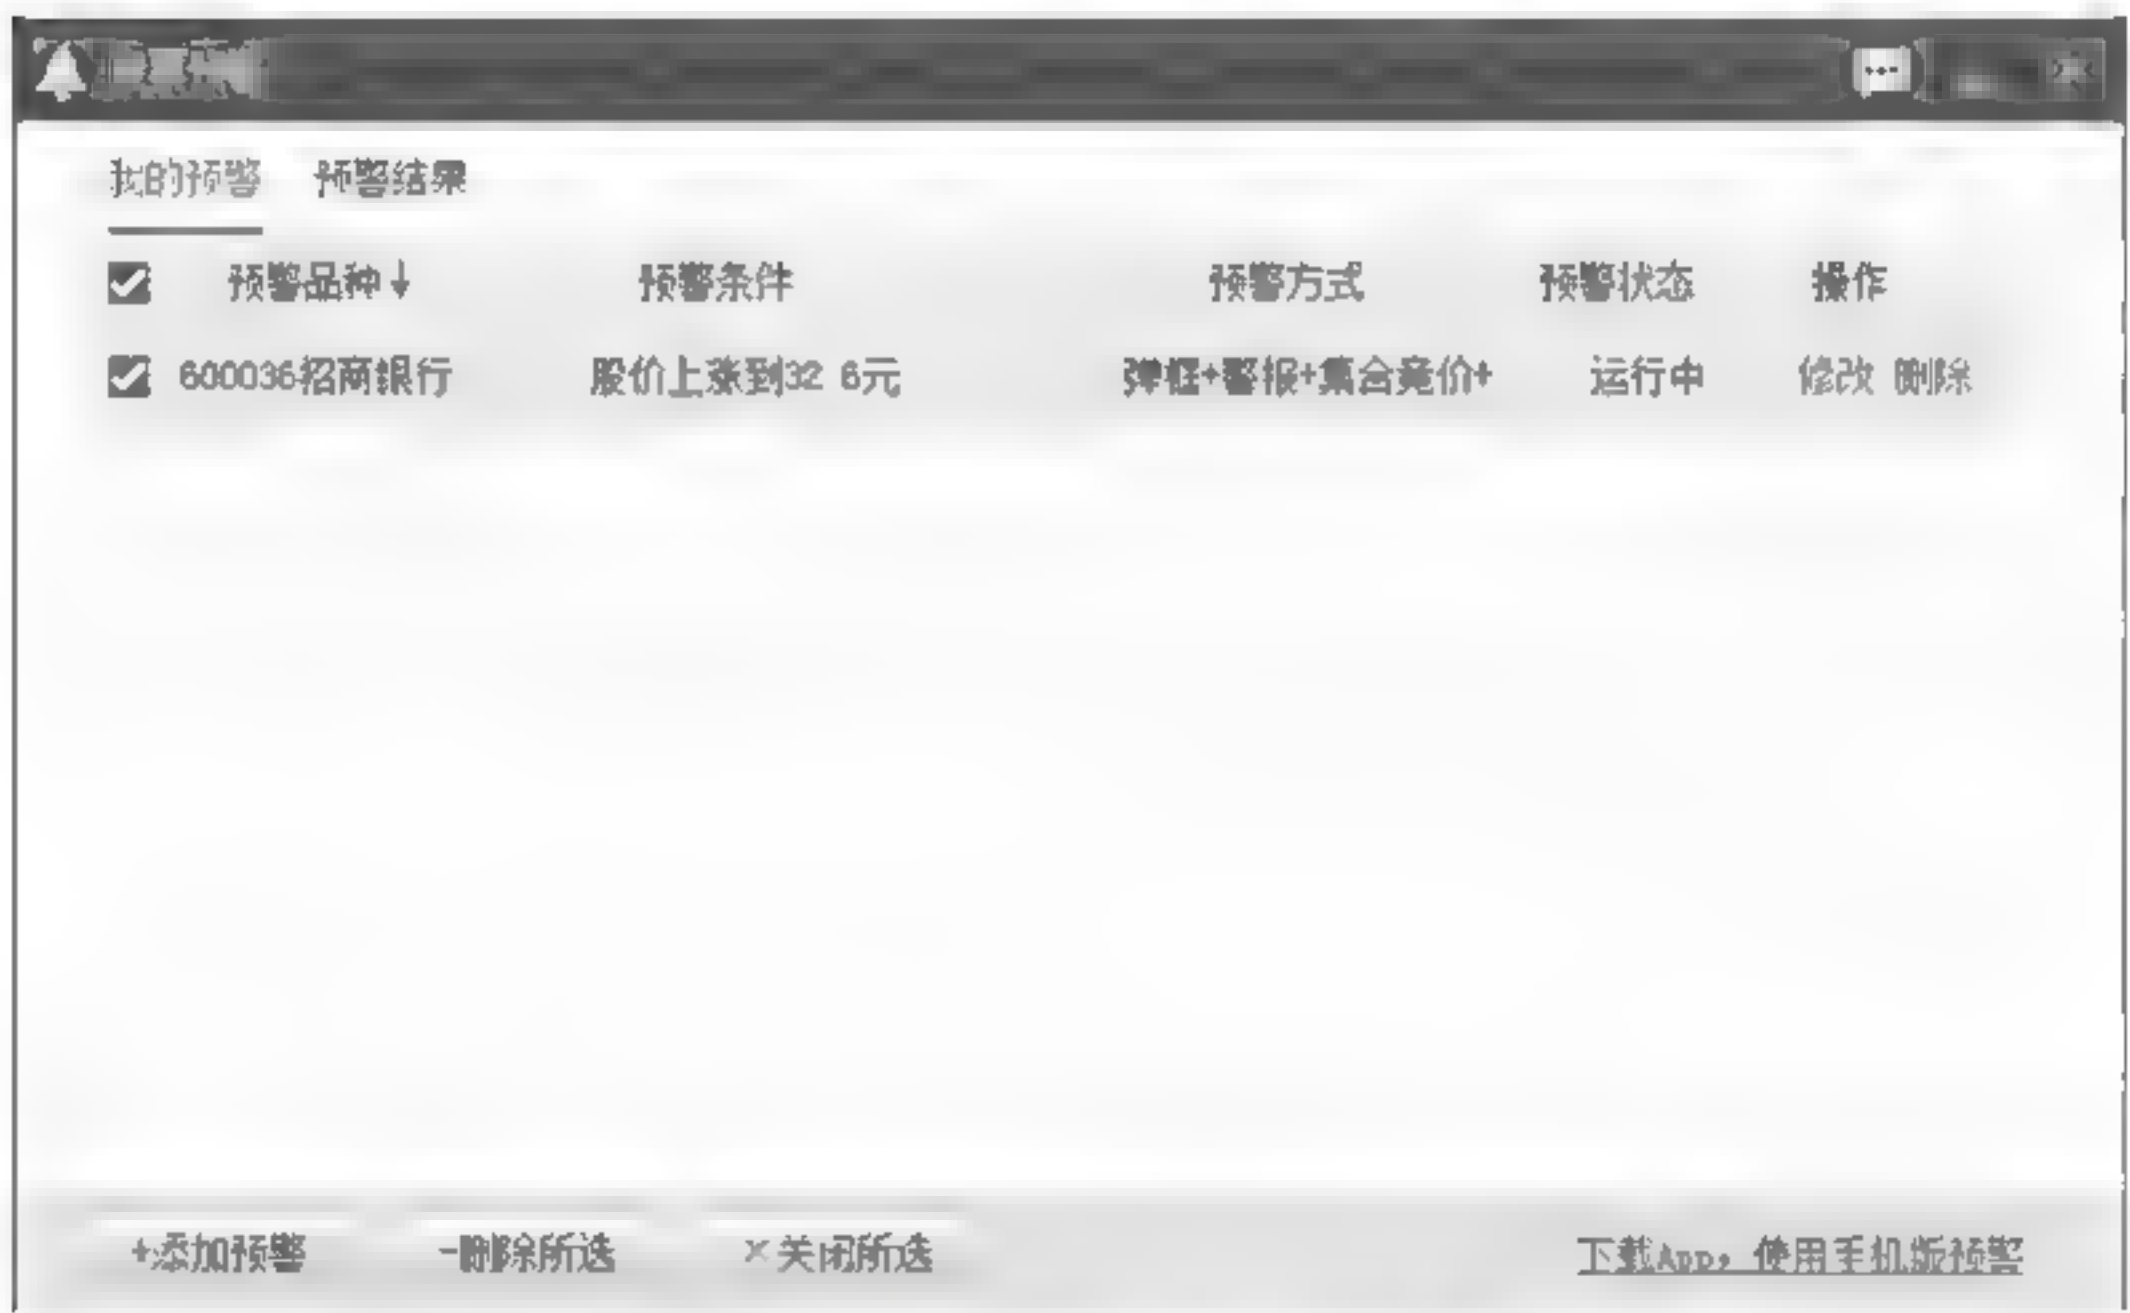 我的预警 预警结果
预警品种↓ 预警条件 预警方式 预警状态 操作
600036招商银行 股价上涨到32 6元 弹框+警报+集合竞价+ 运行中 修改 删除
+添加预警 -删除所选 ×关闭所选 下载App，使用手机版预警